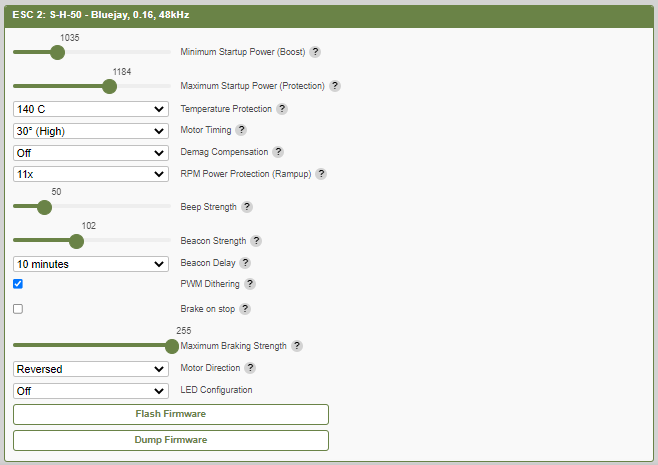 ESC 2: S-H-50 - Bluejay, 0.16, 48kHz
1035
Minimum Startup Power (Boost) ?
1184
Maximum Startup Power (Protection) ?
140 C Temperature Protection ?
30° (High) Motor Timing ?
Off Demag Compensation ?
11x RPM Power Protection (Rampup) ?
50
Beep Strength ?
102
Beacon Strength ?
10 minutes Beacon Delay ?
PWM Dithering ?
Brake on stop ?
255
Maximum Braking Strength ?
Reversed Motor Direction ?
Off LED Configuration
Flash Firmware
Dump Firmware